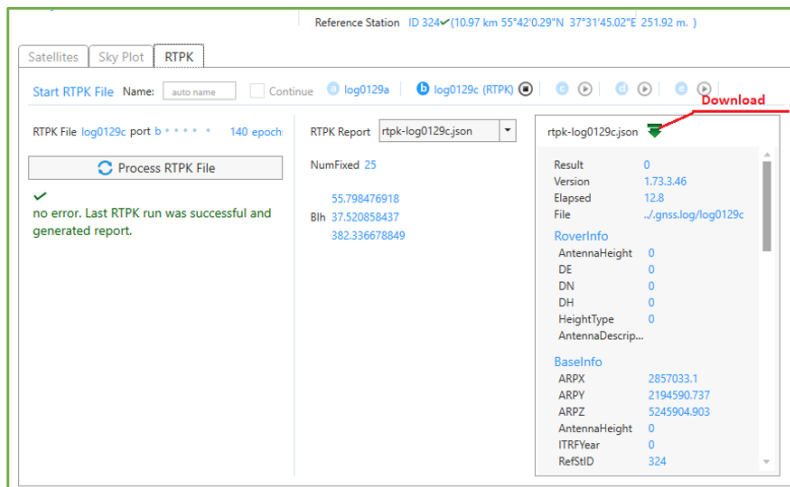 Reference Station ID 324 (10.97 km 55°42'0.29"N 37°31'45.02"E 251.92 m. )
Satellites Sky Plot RTPK
Start RTPK File Name: auto name Continue a log0129a b log0129c (RTPK) c d e
Download
RTPK File log0129c port b * * * * * 140 epoch
Process RTPK File
no error. Last RTPK run was successful and
generated report.
RTPK Report rtpk-log0129c.json
NumFixed 25
55.798476918
Blh 37.520858437
382.336678849
rtpk-log0129c.json
Result 0
Version 1.73.3.46
Elapsed 12.8
File ../.gnss.log/log0129c
RoverInfo
AntennaHeight 0
DE 0
DN 0
DH 0
HeightType 0
AntennaDescrip...
BaseInfo
ARPX 2857033.1
ARPY 2194590.737
ARPZ 5245904.903
AntennaHeight 0
ITRFYear 0
RefStID 324